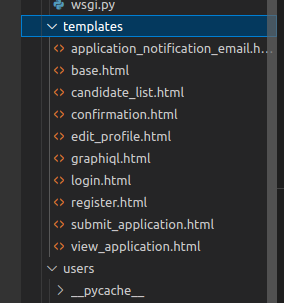 wsgi.py
templates
application_notification_email.h...
base.html
candidate_list.html
confirmation.html
edit_profile.html
graphiql.html
login.html
register.html
submit_application.html
view_application.html
users
__pycache__